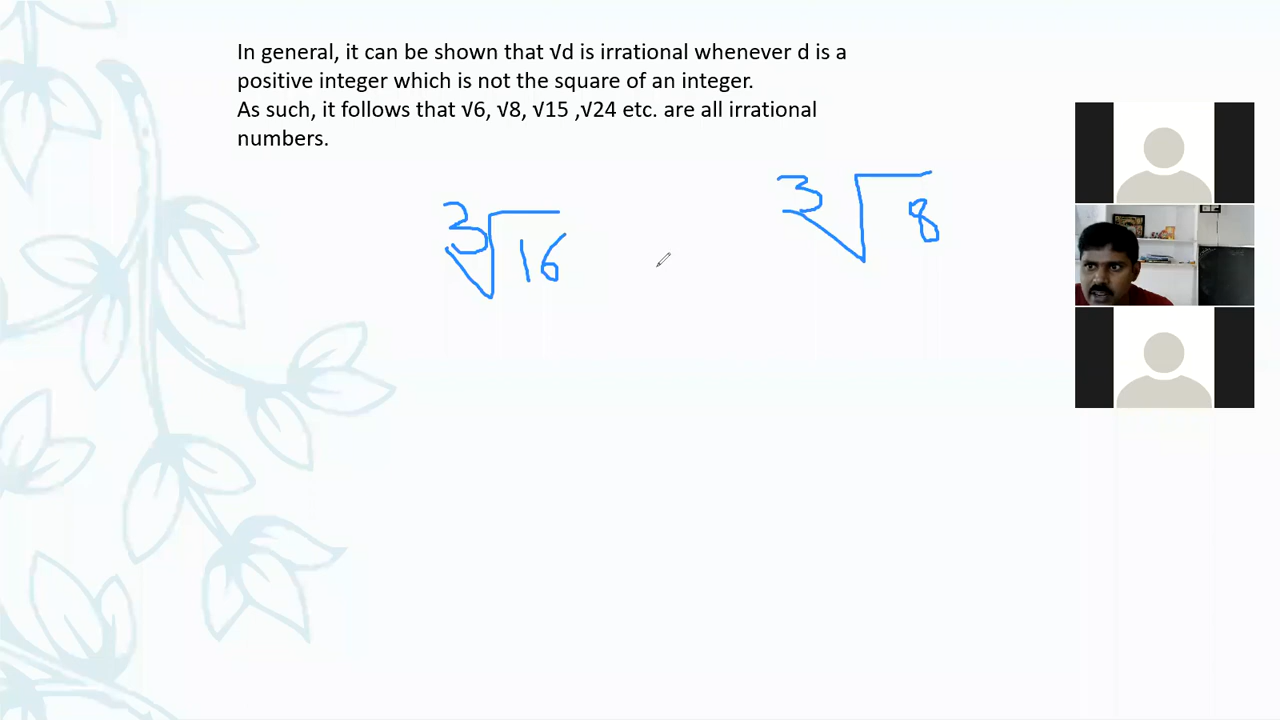 In general, it can be shown that √d is irrational whenever d is a
positive integer which is not the square of an integer.
As such, it follows that √6, √8, √15 ,√24 etc. are all irrational
numbers.
∛16
∛8